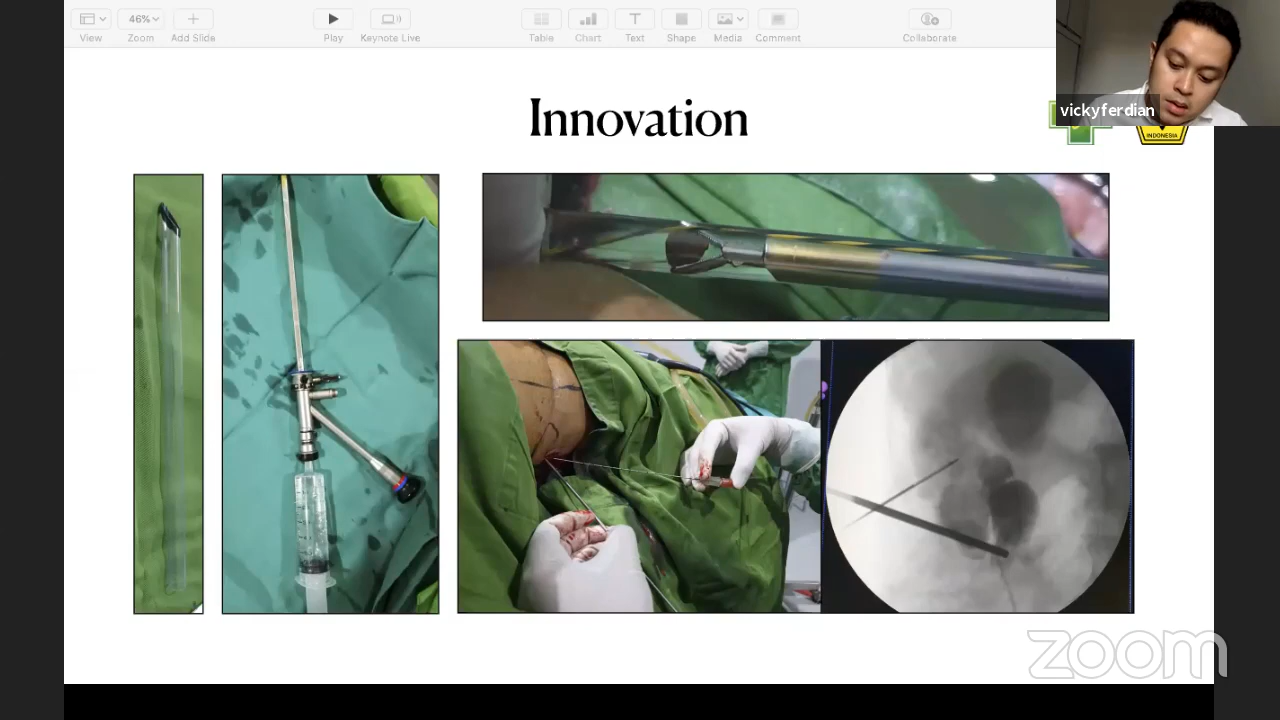 View
46%
Zoom
Add Slide
Play
Keynote Live
Table
Chart
Text
Shape
Media
Comment
Collaborate
vickyferdian
Innovation
INDONESIA
zoom